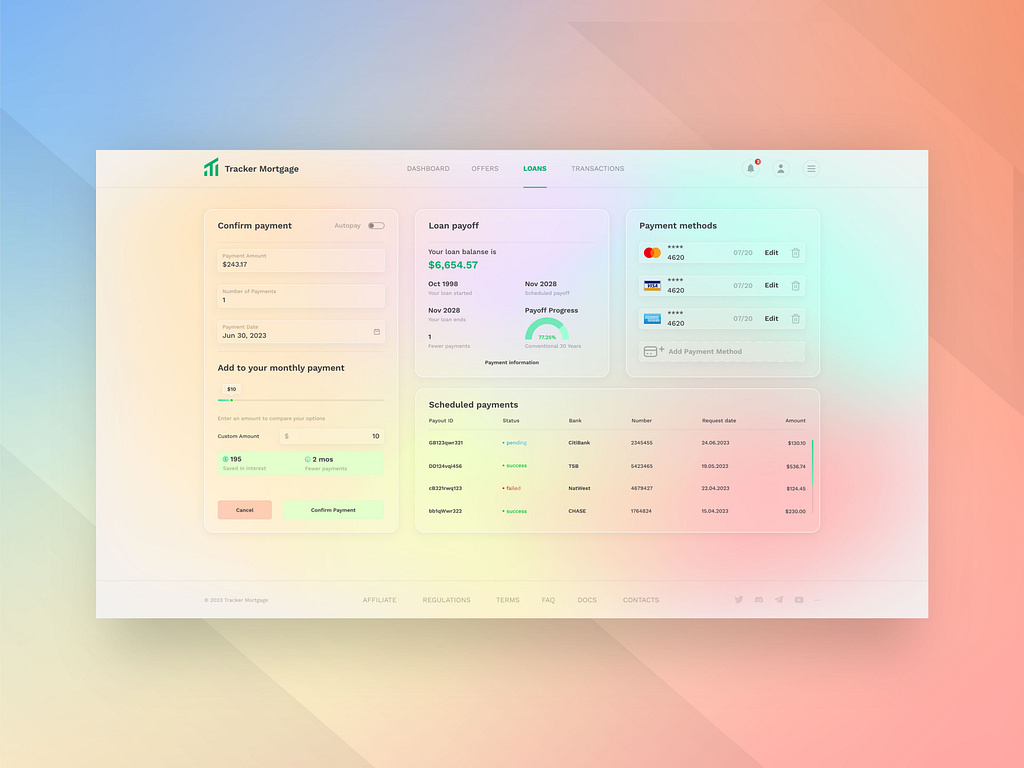 Tracker Mortgage
DASHBOARD OFFERS LOANS TRANSACTIONS
3
Confirm payment Autopay
Payment Amount
$243.17
Number of Payments
1
Payment Date
Jun 30, 2023
Add to your monthly payment
$10
Enter an amount to compare your options
Custom Amount $ 10
195 2 mos
Saved in interest Fewer payments
Cancel Confirm Payment
Loan payoff
Your loan balanse is
$6,654.57
Oct 1998 Nov 2028
Your loan started Scheduled payoff
Nov 2028 Payoff Progress
Your loan ends
1 77.25%
Fewer payments Conventional 30 Years
Payment information
Payment methods
**** 4620 07/20 Edit
VISA **** 4620 07/20 Edit
**** 4620 07/20 Edit
Add Payment Method
Scheduled payments
Payout ID Status Bank Number Request date Amount
GB123qwr321 • pending CitiBank 2345455 24.06.2023 $130.10
DD124vqi456 • success TSB 5423465 19.05.2023 $536.74
cB321rwq123 • failed NatWest 4679427 22.04.2023 $124.45
bb1qWwr322 • success CHASE 1764824 15.04.2023 $230.00
© 2023 Tracker Mortgage AFFILIATE REGULATIONS TERMS FAQ DOCS CONTACTS